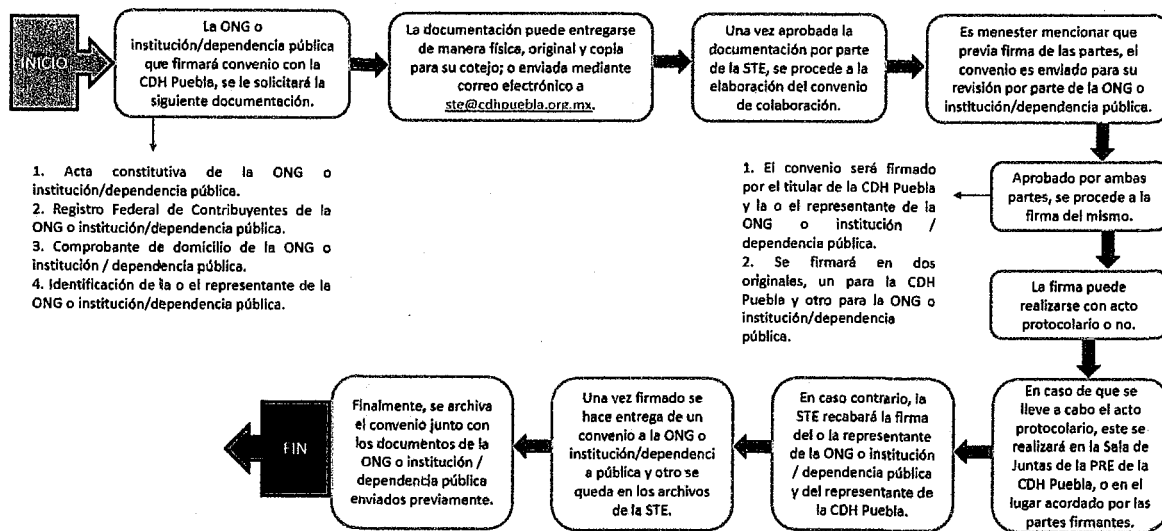 INICIO
La ONG o
institución/dependencia pública
que firmará convenio con la
CDH Puebla, se le solicitará la
siguiente documentación.
La documentación puede entregarse
de manera física, original y copia
para su cotejo; o enviada mediante
correo electrónico a
ste@cdhpuebla.org.mx.
Una vez aprobada la
documentación por parte
de la STE, se procede a la
elaboración del convenio
de colaboración.
Es menester mencionar que
previa firma de las partes, el
convenio es enviado para su
revisión por parte de la ONG o
institución/dependencia pública.
1. Acta constitutiva de la ONG o
institución/dependencia pública.
2. Registro Federal de Contribuyentes de la
ONG o institución/dependencia pública.
3. Comprobante de domicilio de la ONG o
institución / dependencia pública.
4. Identificación de la o el representante de la
ONG o institución/dependencia pública.
Aprobado por ambas
partes, se procede a la
firma del mismo.
1. El convenio será firmado
por el titular de la CDH Puebla
y la o el representante de la
ONG o institución /
dependencia pública.
2. Se firmará en dos
originales, un para la CDH
Puebla y otro para la ONG o
institución/dependencia
pública.
La firma puede
realizarse con acto
protocolario o no.
En caso de que se
lleve a cabo el acto
protocolario, este se
realizará en la Sala de
Juntas de la PRE de la
CDH Puebla, o en el
lugar acordado por las
partes firmantes.
En caso contrario, la
STE recabará la firma
del o la representante
de la ONG o institución
/ dependencia pública
y del representante de
la CDH Puebla.
Una vez firmado se
hace entrega de un
convenio a la ONG o
institución/dependenci
a pública y otro se
queda en los archivos
de la STE.
Finalmente, se archiva
el convenio junto con
los documentos de la
ONG o institución /
dependencia pública
enviados previamente.
FIN